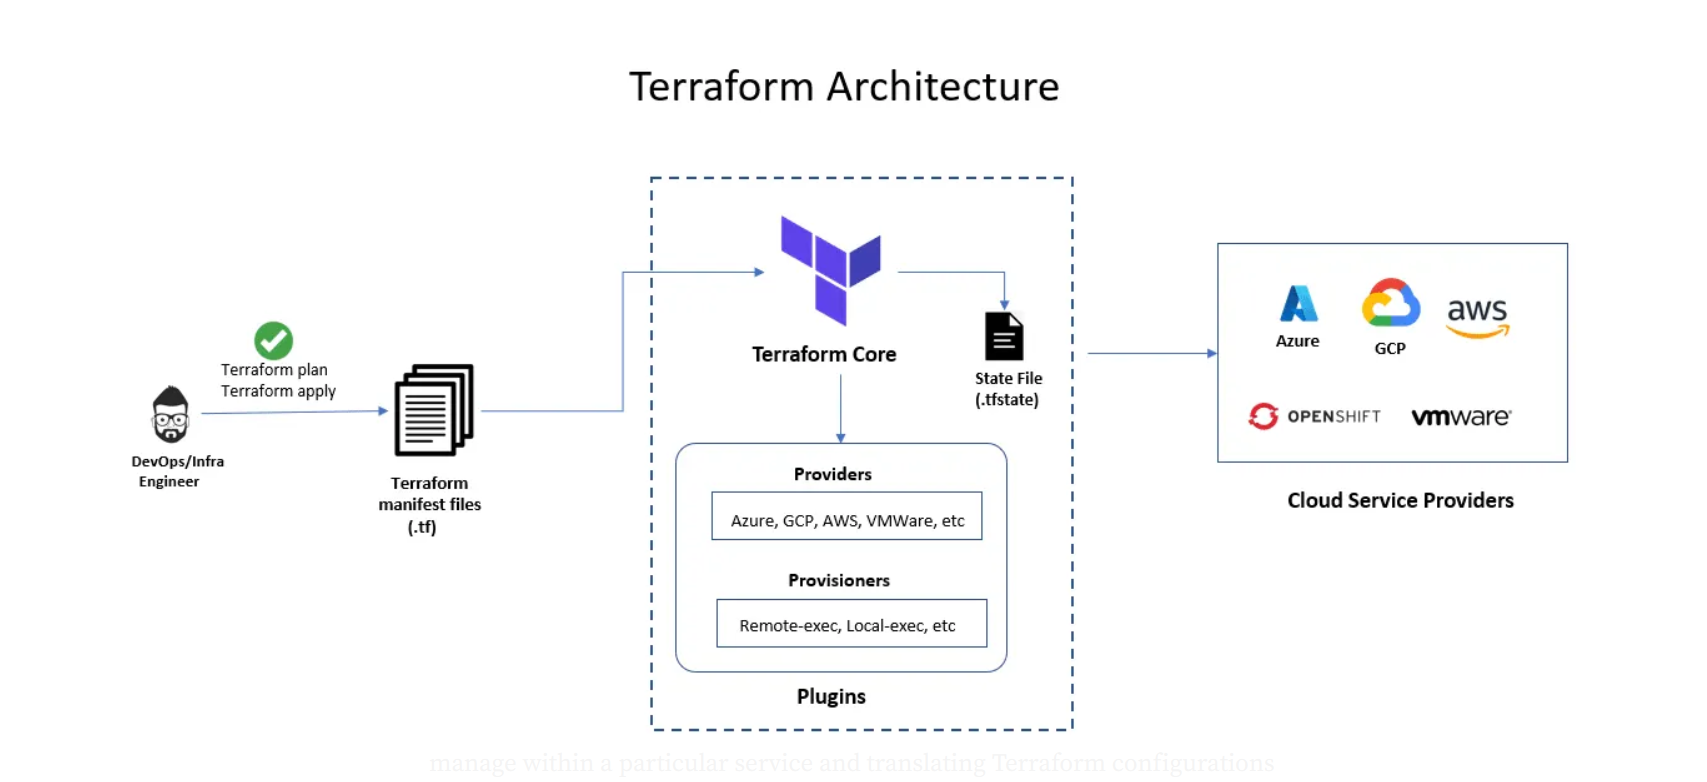 Terraform Architecture
Terraform plan
Terraform apply
DevOps/Infra
Engineer
Terraform
manifest files
(.tf)
Terraform Core
State File
(.tfstate)
Providers
Azure, GCP, AWS, VMWare, etc
Provisioners
Remote-exec, Local-exec, etc
Plugins
Azure
GCP
aws
OPENSHIFT
vmware®
Cloud Service Providers
manage within a particular service and translating Terraform configurations